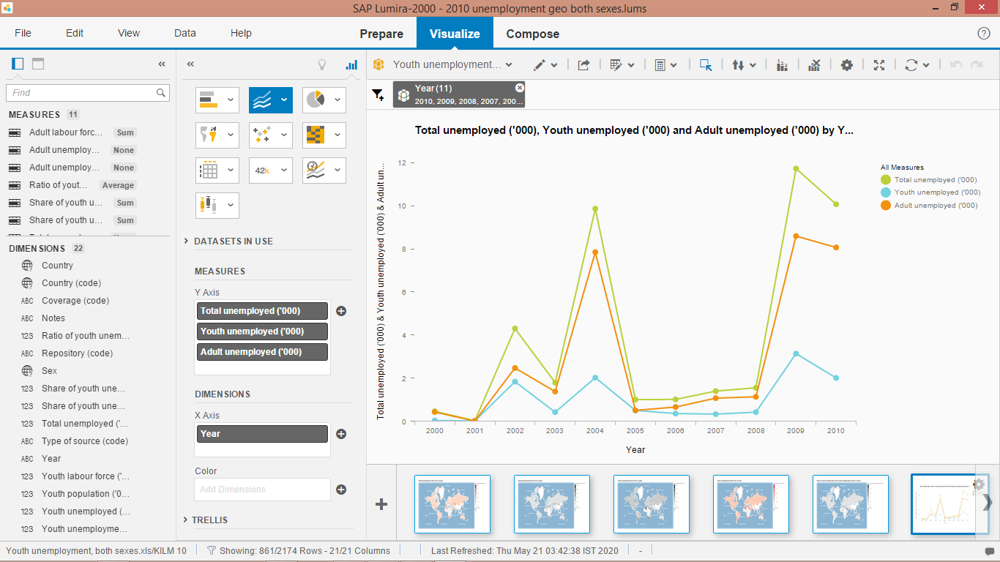 SAP Lumira-2000 - 2010 unemployment geo both sexes.lums
File Edit View Data Help Prepare Visualize Compose
Find
MEASURES 11
Adult labour forc... Sum
Adult unemploy... None
Adult unemploy... None
Ratio of yout... Average
Share of youth u... Sum
Share of youth u... Sum
DIMENSIONS 22
Country
Country (code)
ABC Coverage (code)
ABC Notes
123 Ratio of youth unem...
ABC Repository (code)
Sex
123 Share of youth une...
123 Share of youth une...
123 Total unemployed ('...
ABC Type of source (code)
ABC Year
123 Youth labour force ('...
123 Youth population ('0...
123 Youth unemployed (...
123 Youth unemployme...
42k
DATASETS IN USE
MEASURES
Y Axis
Total unemployed ('000)
Youth unemployed ('000)
Adult unemployed ('000)
DIMENSIONS
X Axis
Year
Color
Add Dimensions
TRELLIS
Youth unemployment...
Year (11)
2010, 2009, 2008, 2007, 200...
Total unemployed ('000), Youth unemployed ('000) and Adult unemployed ('000) by Y...
Total unemployed ('000) & Youth unemployed ('000) & Adult un...
12
10
8
6
4
2
0
2000 2001 2002 2003 2004 2005 2006 2007 2008 2009 2010
Year
All Measures
Total unemployed ('000)
Youth unemployed ('000)
Adult unemployed ('000)
Youth unemployment, both sexes.xls/KILM 10 Showing: 861/2174 Rows - 21/21 Columns Last Refreshed: Thu May 21 03:42:38 IST 2020 -